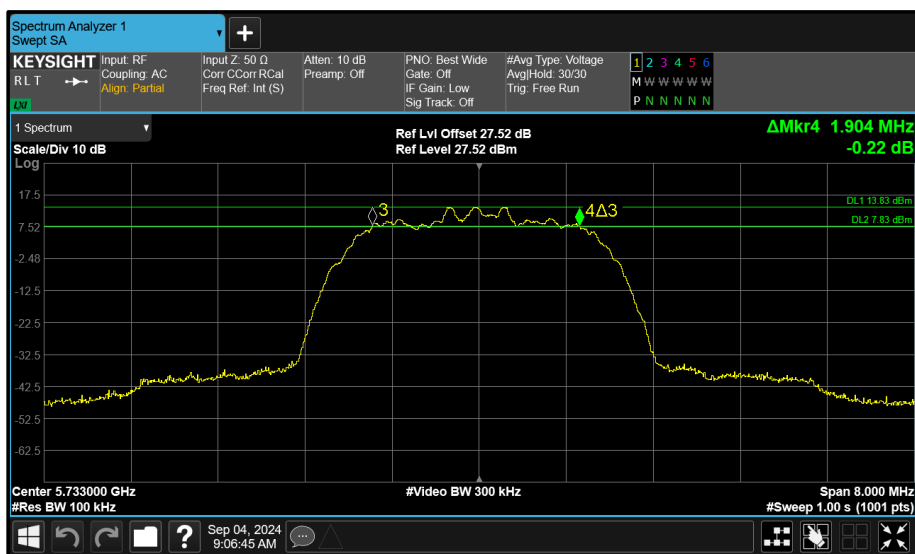 Spectrum Analyzer 1
Swept SA
+
KEYSIGHT
R L T
LXI
Input: RF
Coupling: AC
Align: Partial
Input Z: 50 Ω
Corr CCorr RCal
Freq Ref: Int (S)
Atten: 10 dB
Preamp: Off
PNO: Best Wide
Gate: Off
IF Gain: Low
Sig Track: Off
#Avg Type: Voltage
Avg|Hold: 30/30
Trig: Free Run
1 2 3 4 5 6
M W W W W W
P N N N N N
1 Spectrum
Scale/Div 10 dB
Log
Ref Lvl Offset 27.52 dB
Ref Level 27.52 dBm
ΔMkr4 1.904 MHz
-0.22 dB
17.5
7.52
-2.48
-12.5
-22.5
-32.5
-42.5
-52.5
-62.5
3
4Δ3
DL1 13.83 dBm
DL2 7.83 dBm
Center 5.733000 GHz
#Res BW 100 kHz
#Video BW 300 kHz
Span 8.000 MHz
#Sweep 1.00 s (1001 pts)
?
Sep 04, 2024
9:06:45 AM